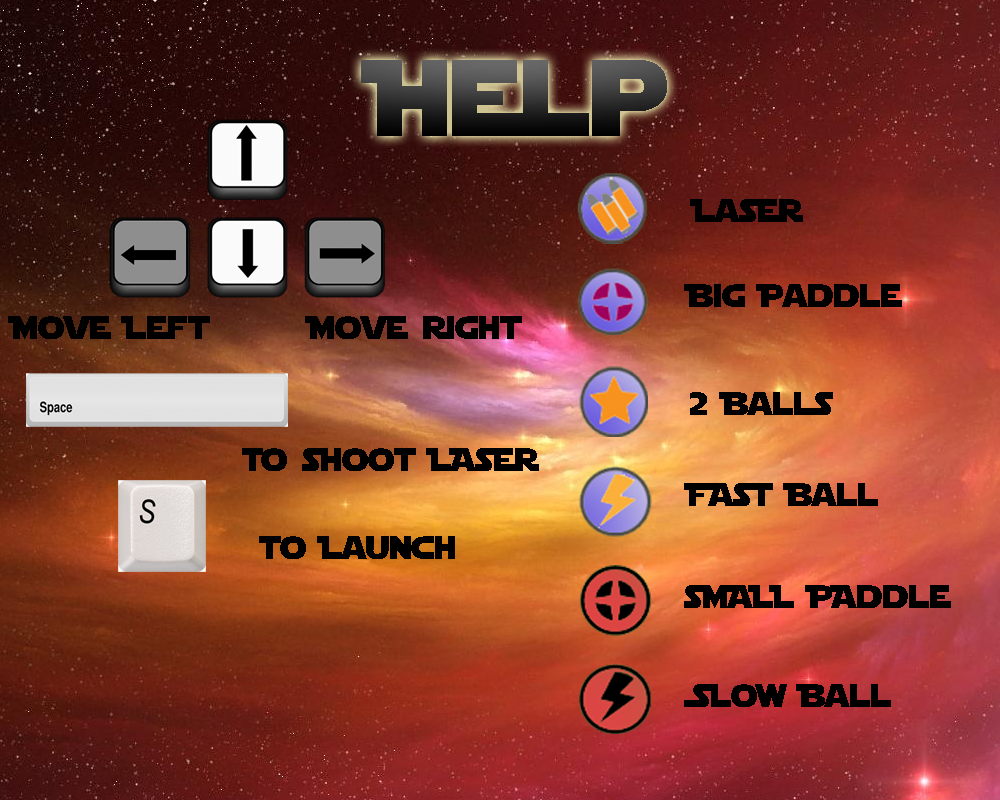 HELP
MOVE LEFT
MOVE RIGHT
Space
TO SHOOT LASER
S
TO LAUNCH
LASER
BIG PADDLE
2 BALLS
FAST BALL
SMALL PADDLE
SLOW BALL